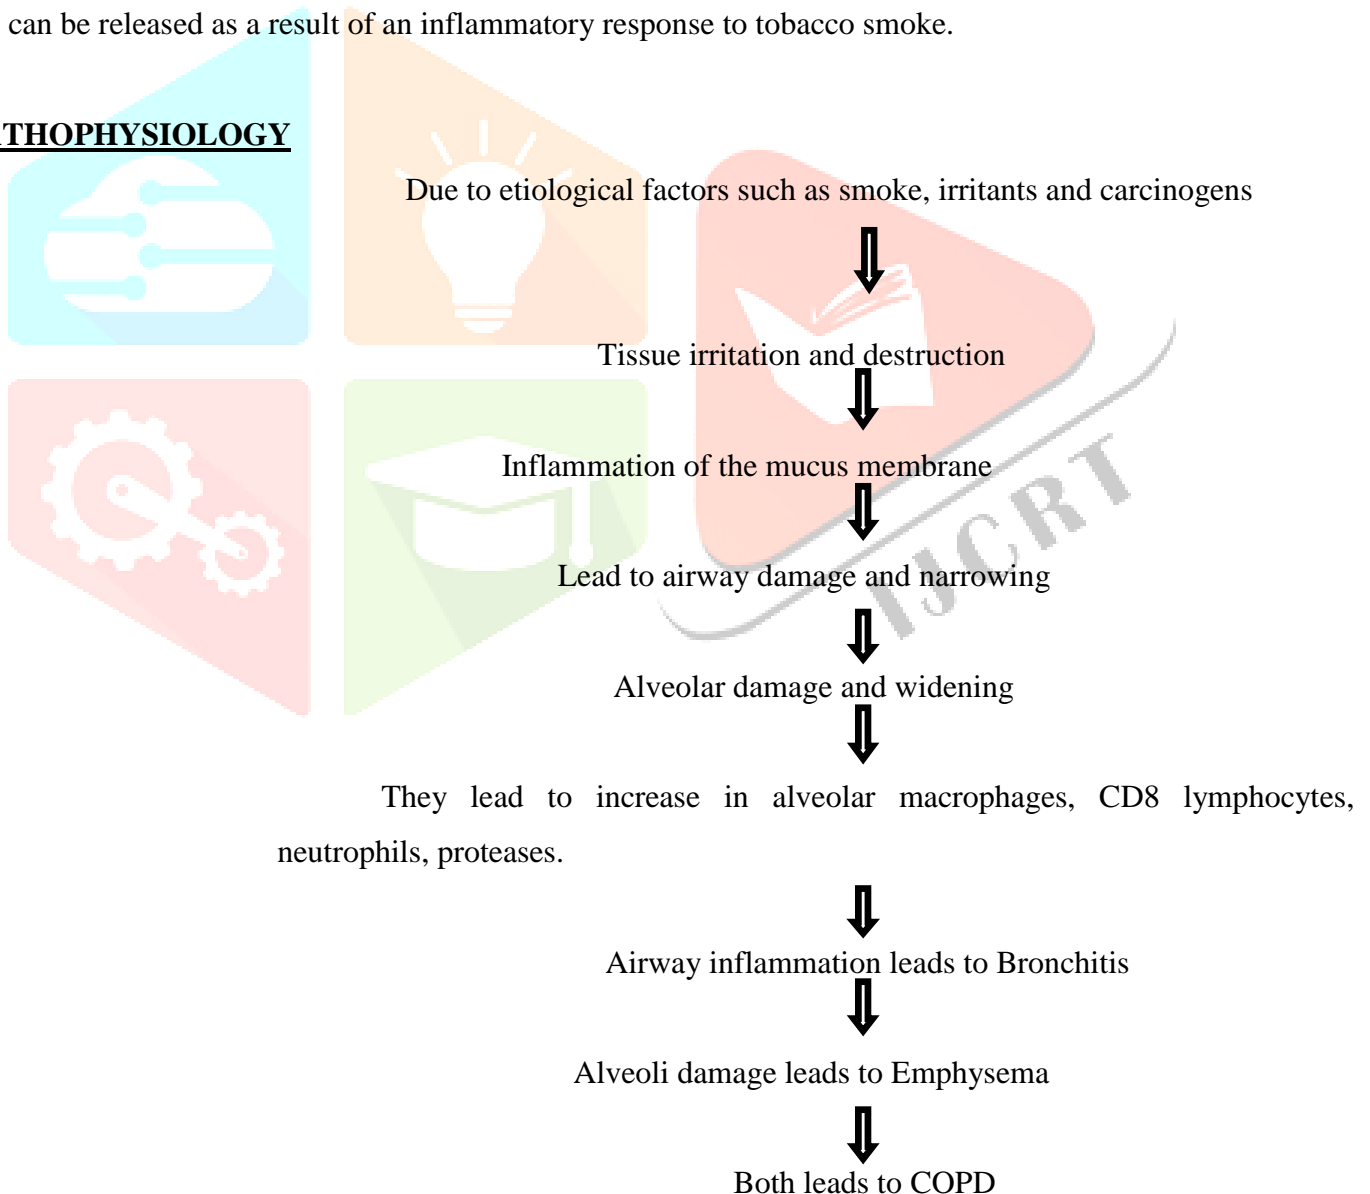 can be released as a result of an inflammatory response to tobacco smoke.
ATHOPHYSIOLOGY
Due to etiological factors such as smoke, irritants and carcinogens
Tissue irritation and destruction
Inflammation of the mucus membrane
Lead to airway damage and narrowing
IJCRT
Alveolar damage and widening
They lead to increase in alveolar macrophages, CD8 lymphocytes,
neutrophils, proteases.
Airway inflammation leads to Bronchitis
Alveoli damage leads to Emphysema
Both leads to COPD